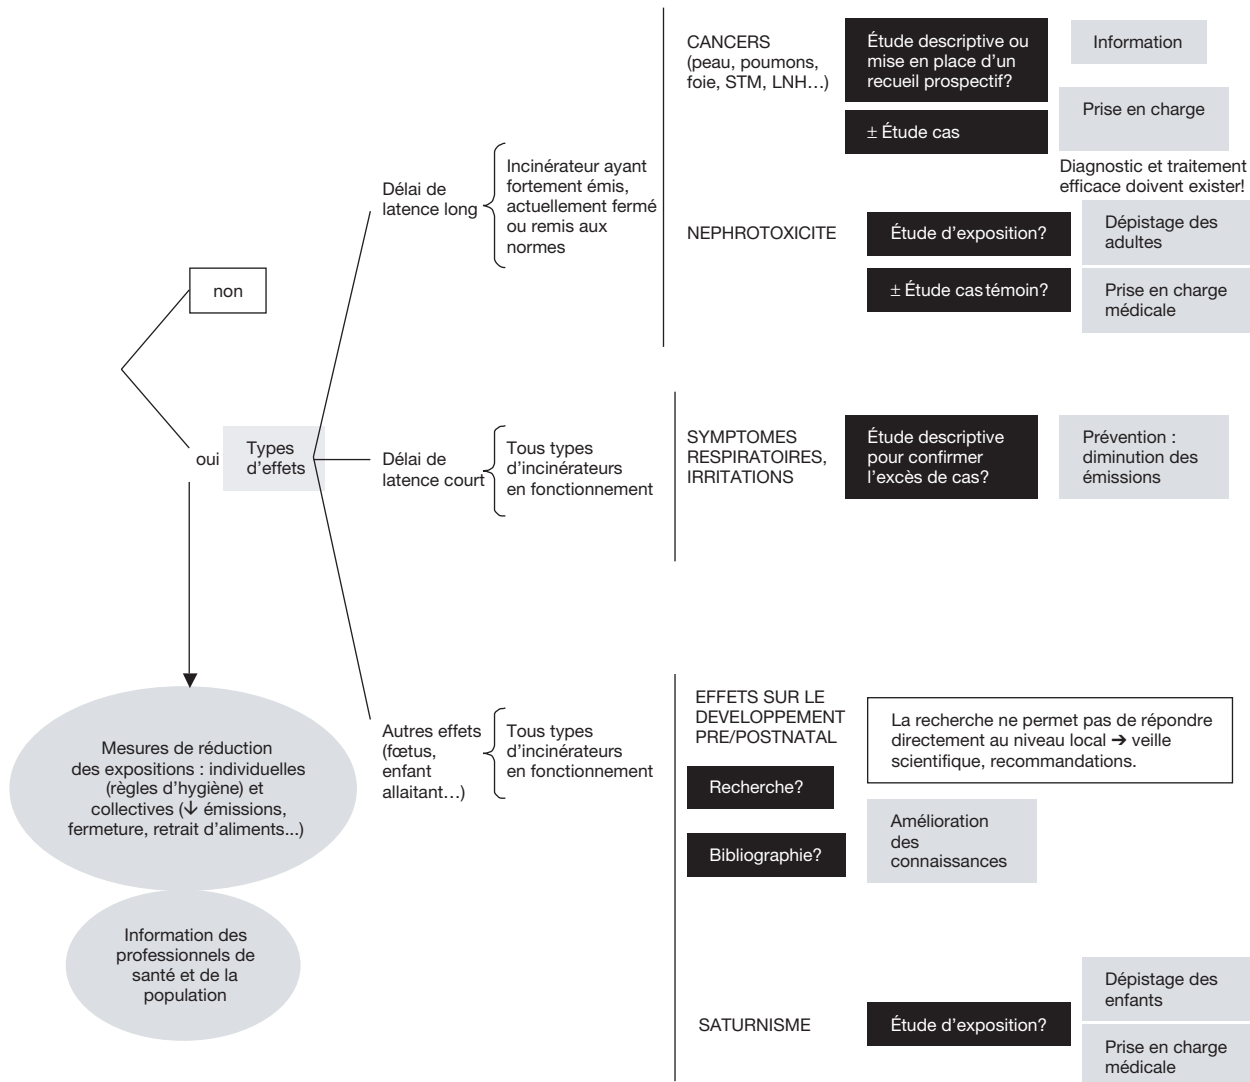 non
oui
Types
d’effets
Mesures de réduction
des expositions : individuelles
(règles d’hygiène) et
collectives (↓ émissions,
fermeture, retrait d’aliments...)
Information des
professionnels de
santé et de la
population
Délai de
latence long
Incinérateur ayant
fortement émis,
actuellement fermé
ou remis aux
normes
CANCERS
(peau, poumons,
foie, STM, LNH…)
Étude descriptive ou
mise en place d’un
recueil prospectif?
± Étude cas
Information
Prise en charge
Diagnostic et traitement
efficace doivent exister!
NEPHROTOXICITE
Étude d’exposition?
± Étude cas témoin?
Dépistage des
adultes
Prise en charge
médicale
Délai de
latence court
Tous types
d’incinérateurs
en fonctionnement
SYMPTOMES
RESPIRATOIRES,
IRRITATIONS
Étude descriptive
pour confirmer
l’excès de cas?
Prévention :
diminution des
émissions
Autres effets
(fœtus,
enfant
allaitant…)
Tous types
d’incinérateurs
en fonctionnement
EFFETS SUR LE
DEVELOPPEMENT
PRE/POSTNATAL
La recherche ne permet pas de répondre
directement au niveau local ➔ veille
scientifique, recommandations.
Recherche?
Bibliographie?
Amélioration
des
connaissances
SATURNISME
Étude d’exposition?
Dépistage des
enfants
Prise en charge
médicale